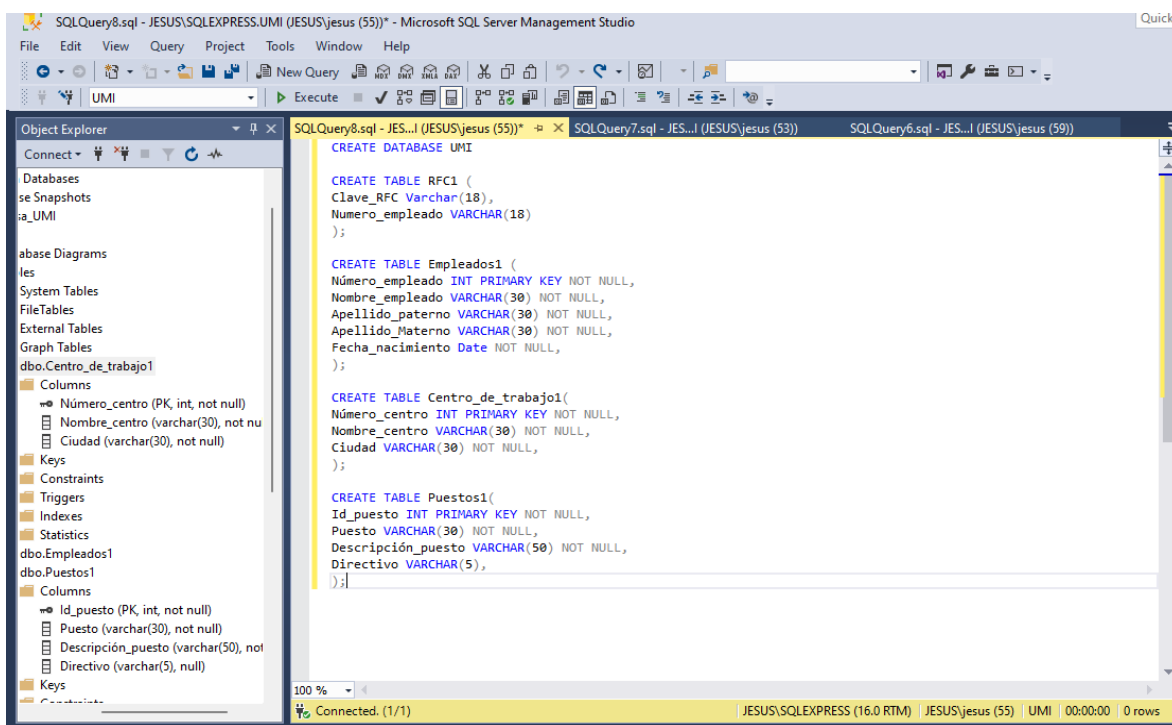 SQLQuery8.sql - JESUS\SQLEXPRESS.UMI (JESUS\jesus (55))* - Microsoft SQL Server Management Studio
Quick
File Edit View Query Project Tools Window Help
New Query
MDX DMX XMLA DAX
UMI
Execute
Object Explorer
Connect
Databases
se Snapshots
sa_UMI
abase Diagrams
les
System Tables
FileTables
External Tables
Graph Tables
dbo.Centro_de_trabajo1
Columns
Número_centro (PK, int, not null)
Nombre_centro (varchar(30), not nu
Ciudad (varchar(30), not null)
Keys
Constraints
Triggers
Indexes
Statistics
dbo.Empleados1
dbo.Puestos1
Columns
Id_puesto (PK, int, not null)
Puesto (varchar(30), not null)
Descripción_puesto (varchar(50), not
Directivo (varchar(5), null)
Keys
Constraints
SQLQuery8.sql - JES...I (JESUS\jesus (55))*
SQLQuery7.sql - JES...I (JESUS\jesus (53))
SQLQuery6.sql - JES...I (JESUS\jesus (59))
CREATE DATABASE UMI
CREATE TABLE RFC1 (
Clave_RFC Varchar(18),
Numero_empleado VARCHAR(18)
);
CREATE TABLE Empleados1 (
Número_empleado INT PRIMARY KEY NOT NULL,
Nombre_empleado VARCHAR(30) NOT NULL,
Apellido_paterno VARCHAR(30) NOT NULL,
Apellido_Materno VARCHAR(30) NOT NULL,
Fecha_nacimiento Date NOT NULL,
);
CREATE TABLE Centro_de_trabajo1(
Número_centro INT PRIMARY KEY NOT NULL,
Nombre_centro VARCHAR(30) NOT NULL,
Ciudad VARCHAR(30) NOT NULL,
);
CREATE TABLE Puestos1(
Id_puesto INT PRIMARY KEY NOT NULL,
Puesto VARCHAR(30) NOT NULL,
Descripción_puesto VARCHAR(50) NOT NULL,
Directivo VARCHAR(5),
);
100 %
Connected. (1/1)
JESUS\SQLEXPRESS (16.0 RTM)
JESUS\jesus (55)
UMI
00:00:00
0 rows